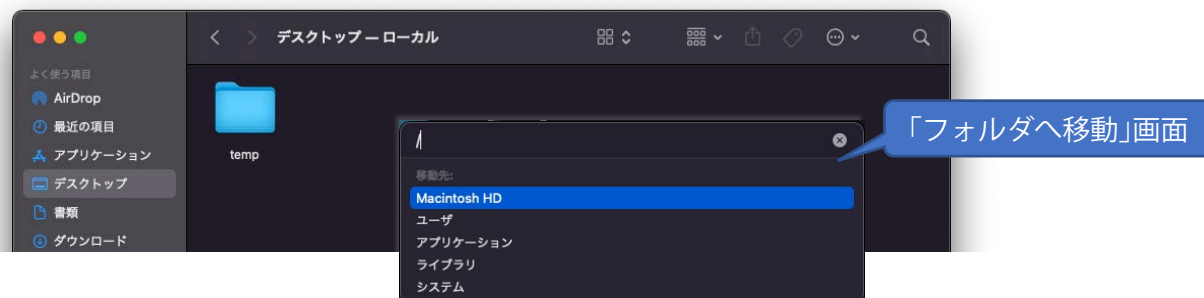 デスクトップ — ローカル
よく使う項目
AirDrop
最近の項目
アプリケーション
デスクトップ
書類
ダウンロード
temp
/
移動先:
Macintosh HD
ユーザ
アプリケーション
ライブラリ
システム
「フォルダへ移動」画面